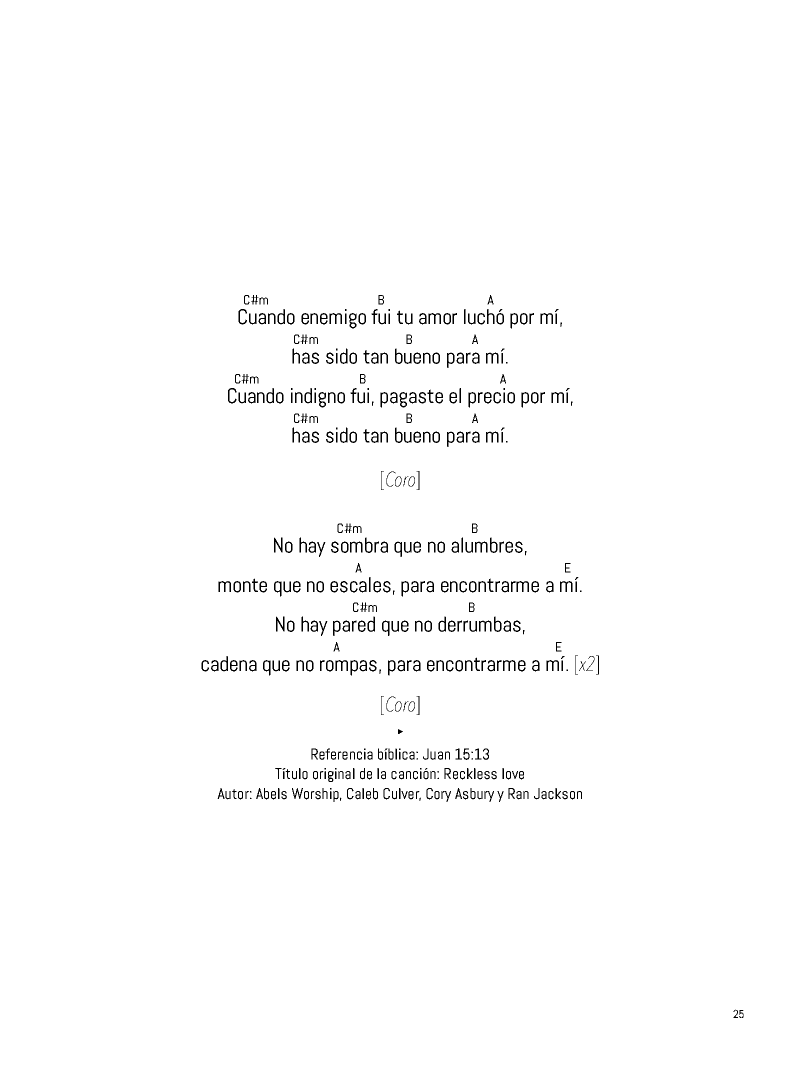 C#m B A
Cuando enemigo fui tu amor luchó por mí,
C#m B A
has sido tan bueno para mí.
C#m B A
Cuando indigno fui, pagaste el precio por mí,
C#m B A
has sido tan bueno para mí.
[Coro]
C#m B
No hay sombra que no alumbres,
A E
monte que no escales, para encontrarme a mí.
C#m B
No hay pared que no derrumbas,
A E
cadena que no rompas, para encontrarme a mí. [x2]
[Coro]
Referencia bíblica: Juan 15:13
Título original de la canción: Reckless love
Autor: Abels Worship, Caleb Culver, Cory Asbury y Ran Jackson
25